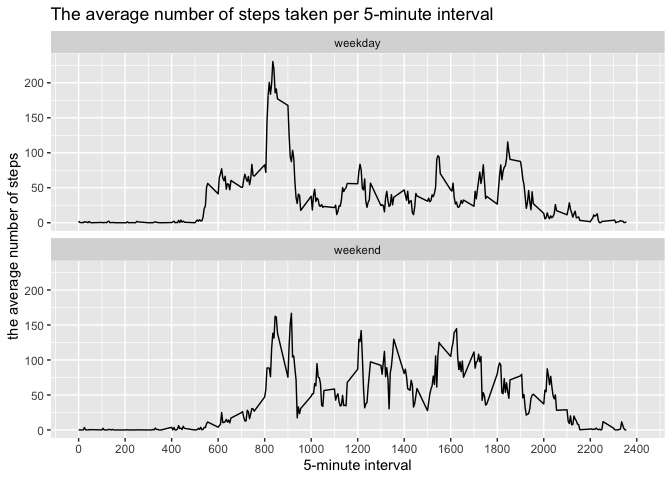 The average number of steps taken per 5-minute interval
weekday
200
150
100
50
0
weekend
200
150
100
50
0
the average number of steps
0 200 400 600 800 1000 1200 1400 1600 1800 2000 2200 2400
5-minute interval